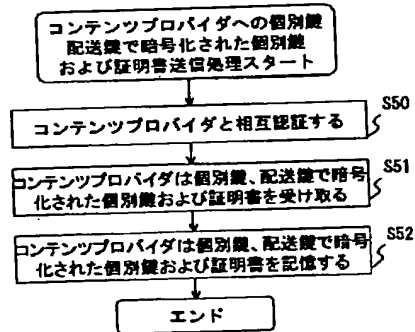 コンテンツプロバイダへの個別鍵
配送鍵で暗号化された個別鍵
および証明書送信処理スタート
S50
コンテンツプロバイダと相互認証する
S51
コンテンツプロバイダは個別鍵、配送鍵で暗号
化された個別鍵および証明書を受け取る
S52
コンテンツプロバイダは個別鍵、配送鍵で暗号
化された個別鍵および証明書を記憶する
エンド